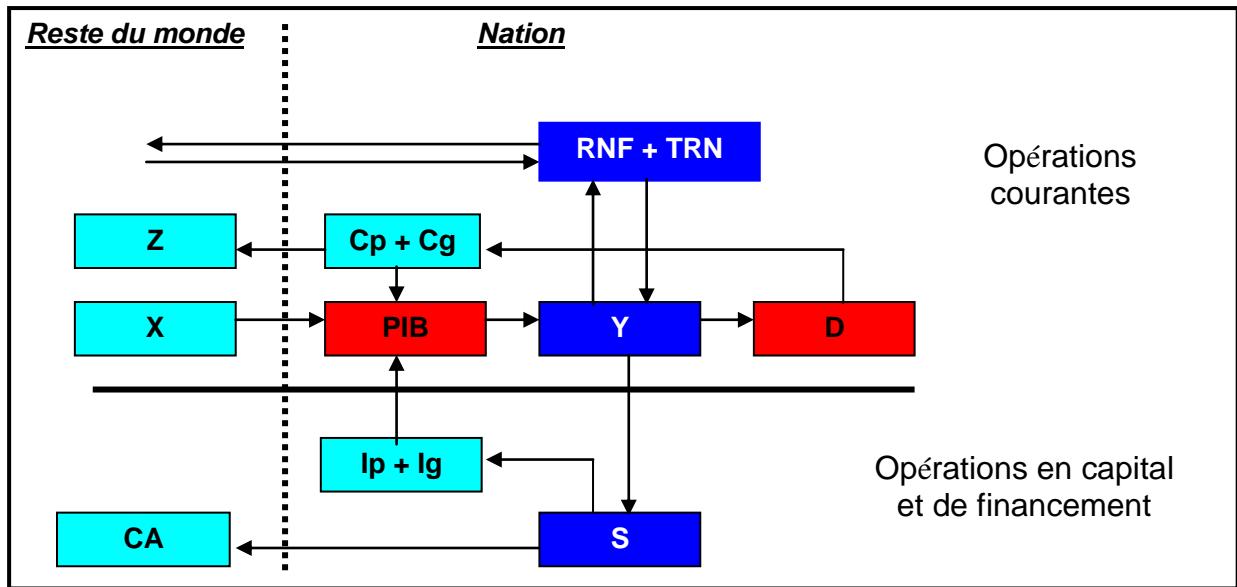 Reste du monde
Nation
RNF + TRN
Opérations
courantes
Z
Cp + Cg
X
PIB
Y
D
Ip + Ig
Opérations en capital
et de financement
CA
S